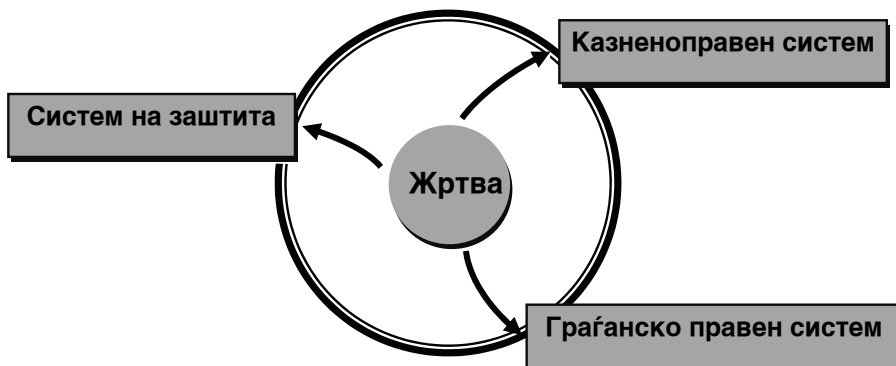 Казненоправен систем
Систем на заштита
Жртва
Граѓанско правен систем